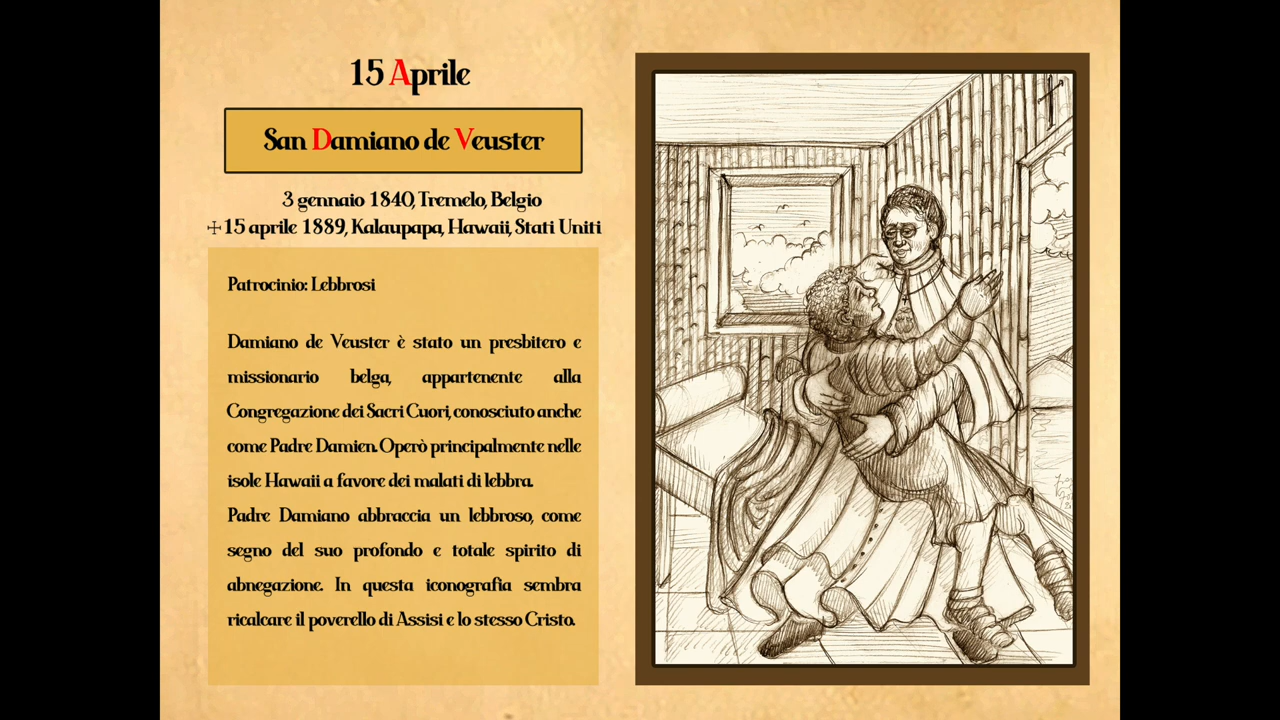 15 Aprile
San Damiano de Veuster
3 gennaio 1840, Tremelo, Belgio
♱15 aprile 1889, Kalaupapa, Hawaii, Stati Uniti
Patrocinio: Lebbrosi
Damiano de Veuster è stato un presbitero e
missionario belga, appartenente alla
Congregazione dei Sacri Cuori, conosciuto anche
come Padre Damien. Operò principalmente nelle
isole Hawaii a favore dei malati di lebbra.
Padre Damiano abbraccia un lebbroso, come
segno del suo profondo e totale spirito di
abnegazione. In questa iconografia sembra
ricalcare il poverello di Assisi e lo stesso Cristo.